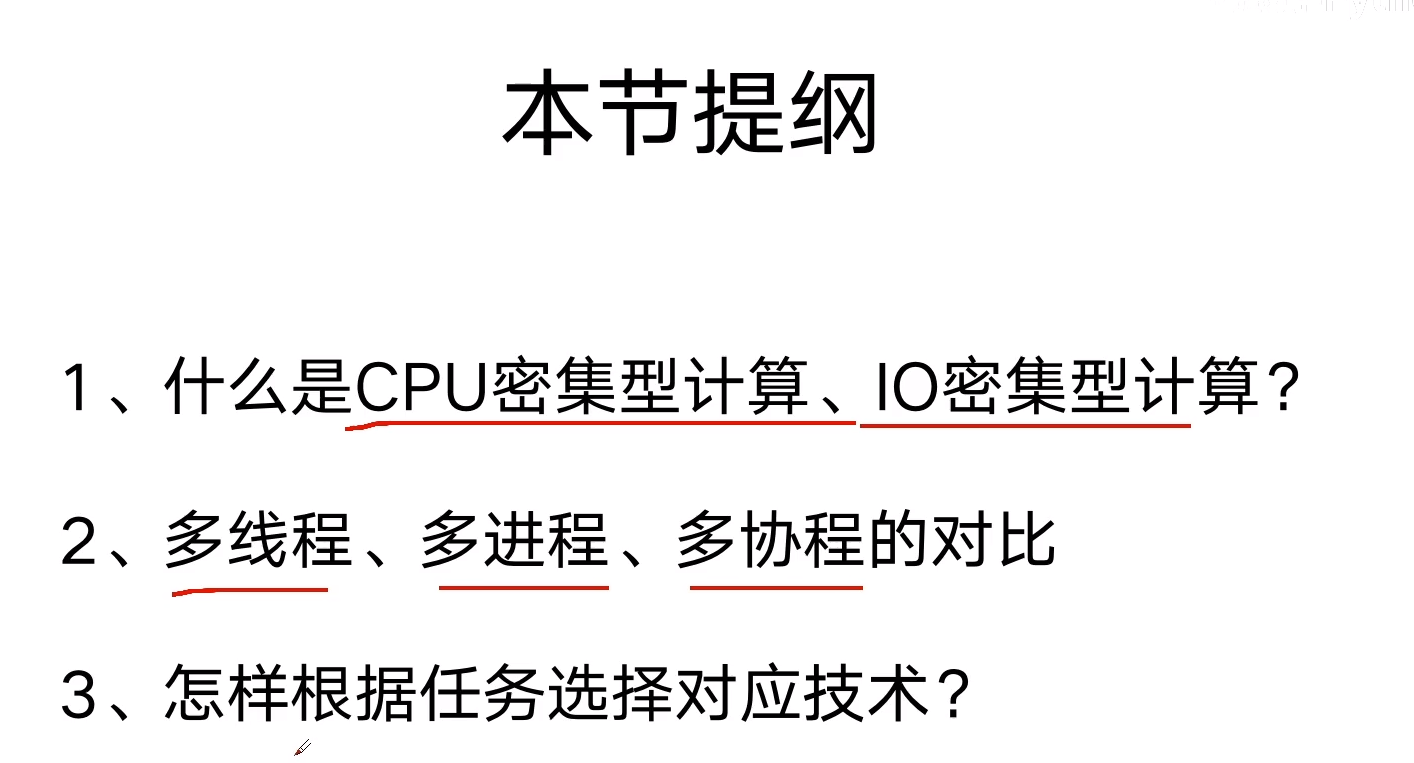 本节提纲
1、什么是CPU密集型计算、IO密集型计算?
2、多线程、多进程、多协程的对比
3、怎样根据任务选择对应技术?